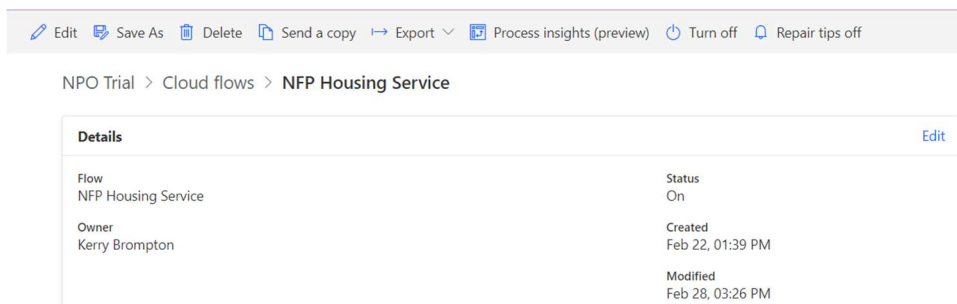 Edit Save As Delete Send a copy Export Process insights (preview) Turn off Repair tips off
NPO Trial > Cloud flows > NFP Housing Service
Details Edit
Flow Status
NFP Housing Service On
Owner Created
Kerry Brompton Feb 22, 01:39 PM
Modified
Feb 28, 03:26 PM